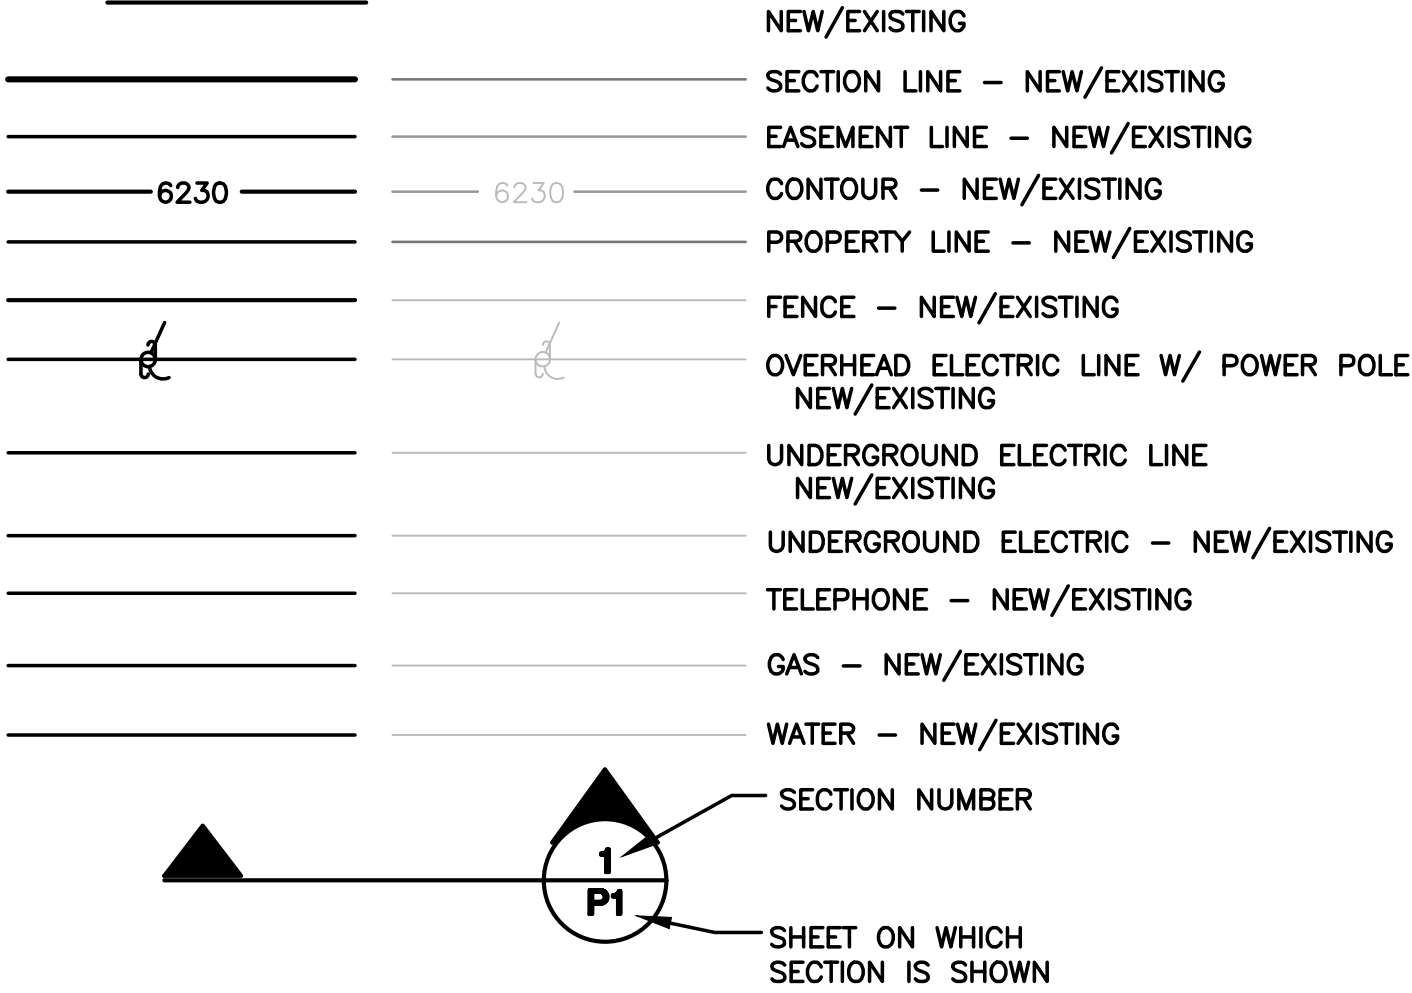 NEW/EXISTING
SECTION LINE – NEW/EXISTING
EASEMENT LINE – NEW/EXISTING
6230 6230 CONTOUR – NEW/EXISTING
PROPERTY LINE – NEW/EXISTING
FENCE – NEW/EXISTING
OVERHEAD ELECTRIC LINE W/ POWER POLE
NEW/EXISTING
UNDERGROUND ELECTRIC LINE
NEW/EXISTING
UNDERGROUND ELECTRIC – NEW/EXISTING
TELEPHONE – NEW/EXISTING
GAS – NEW/EXISTING
WATER – NEW/EXISTING
SECTION NUMBER
1
P1
SHEET ON WHICH
SECTION IS SHOWN